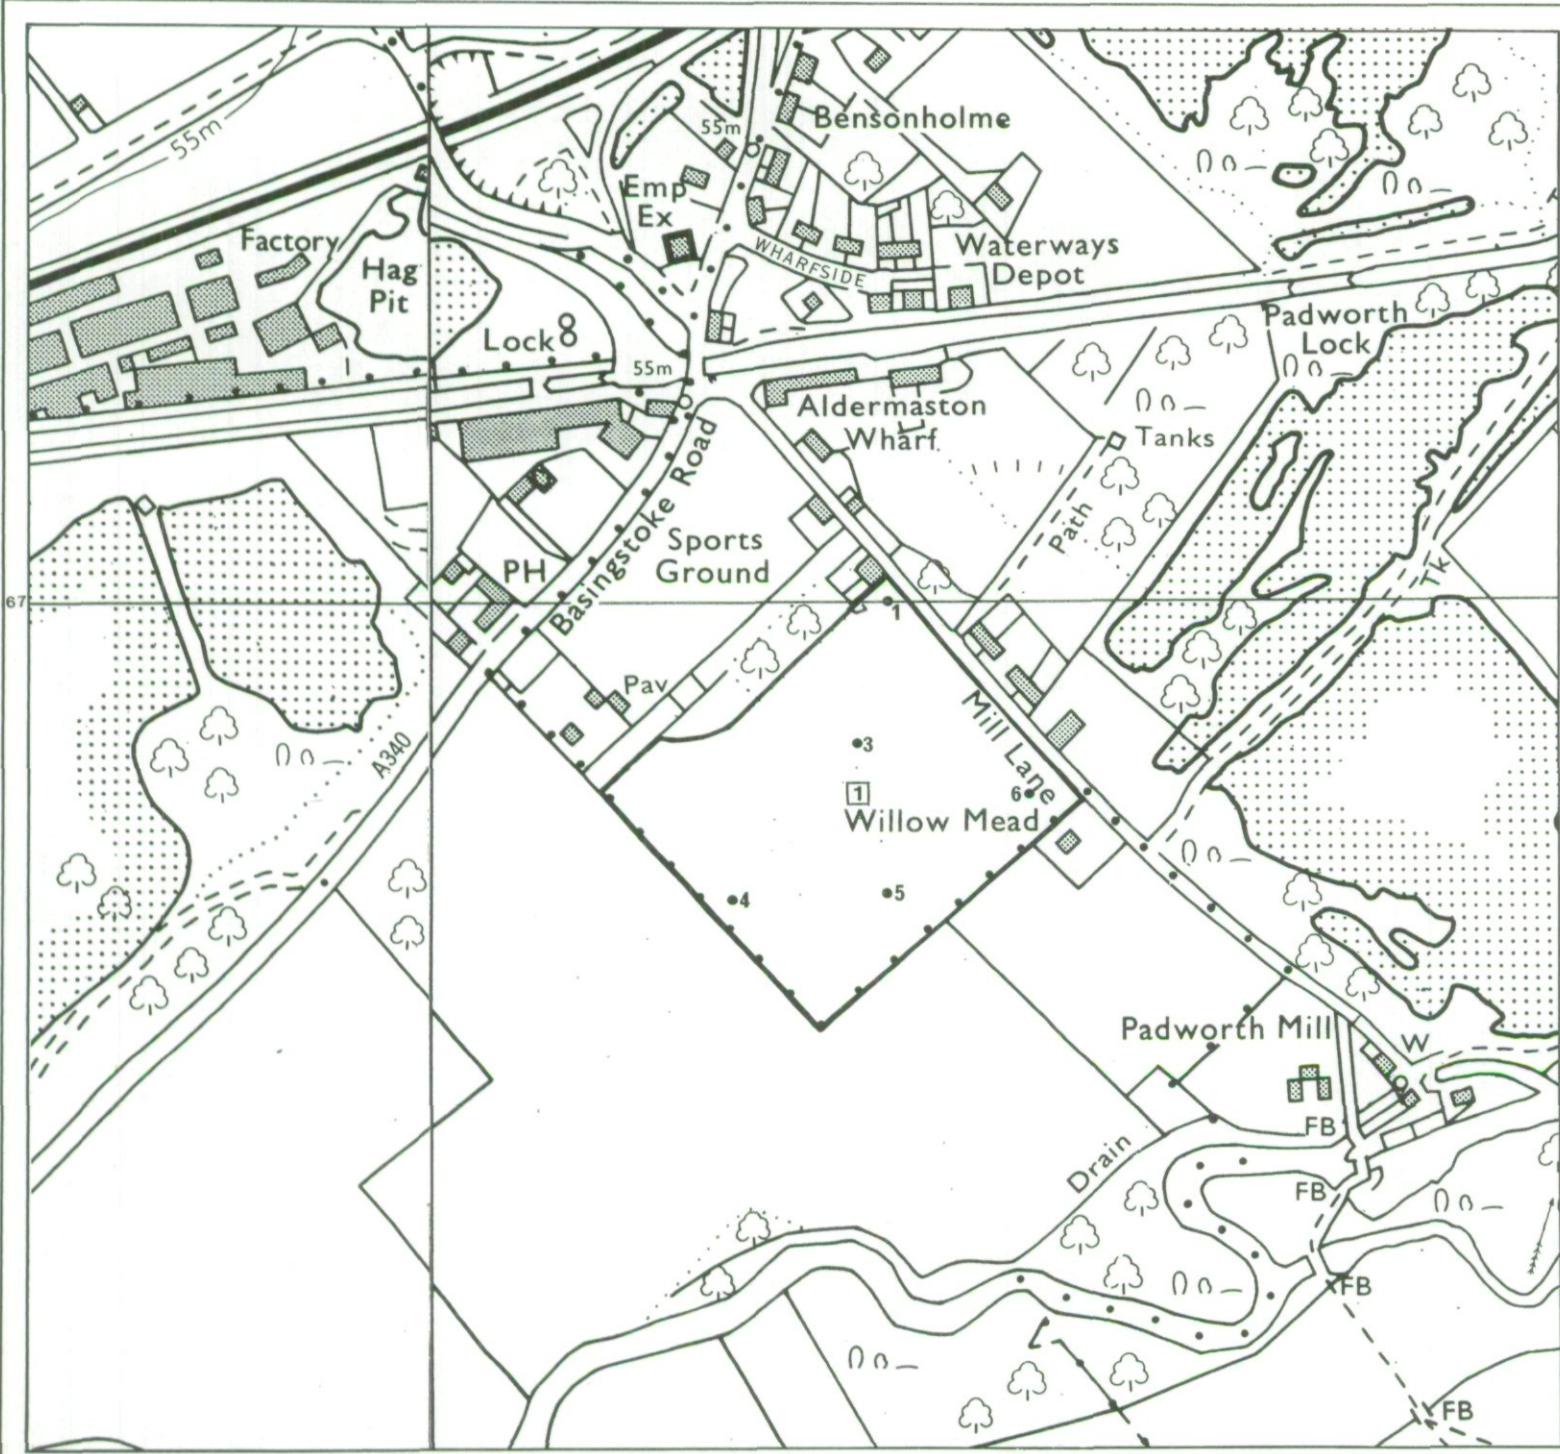 55m
55m
Bensonholme
Emp
Ex
Factory
Hag
Pit
WHARFSIDE
Waterways
Depot
Lock
55m
Padworth
Lock
Aldermaston
Wharf
Tanks
Path
Basingstoke Road
Sports
Ground
PH
Tk
67
1
Pav
Mill Lane
A340
3
1
6
Willow Mead
4
5
Padworth Mill
W
FB
Drain
FB
FB
FB